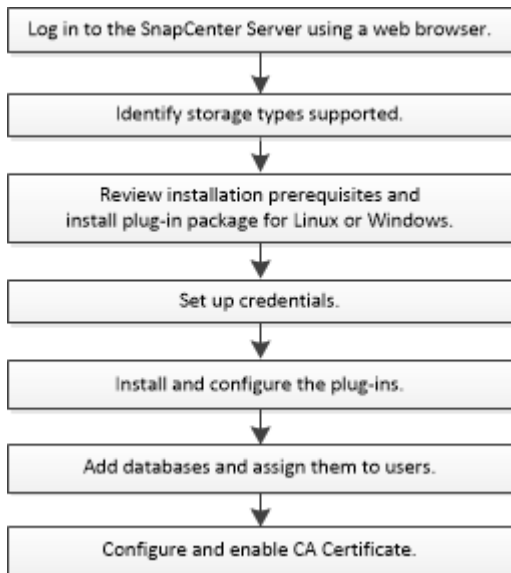 Log in to the SnapCenter Server using a web browser.
Identify storage types supported.
Review installation prerequisites and
install plug-in package for Linux or Windows.
Set up credentials.
Install and configure the plug-ins.
Add databases and assign them to users.
Configure and enable CA Certificate.